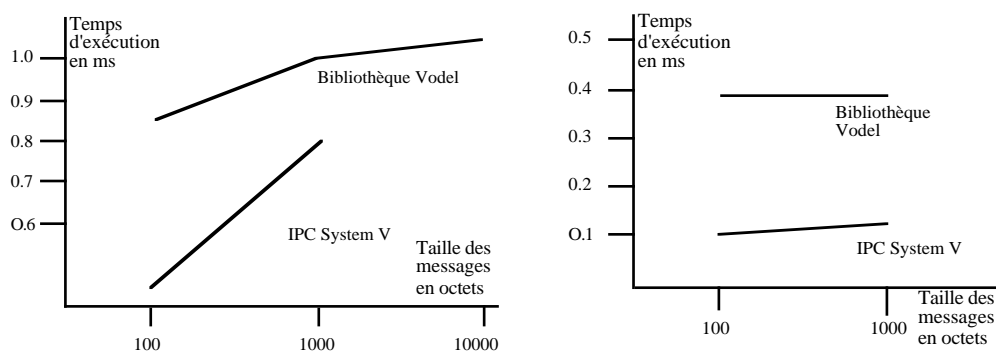 Temps
d'exécution
en ms
1.0
0.9
0.8
0.7
O.6
Bibliothèque Vodel
IPC System V
Taille des
messages
en octets
100
1000
10000
Temps
d'exécution
en ms
0.5
0.4
0.3
0.2
O.1
Bibliothèque
Vodel
IPC System V
100
1000
Taille des
messages
en octets